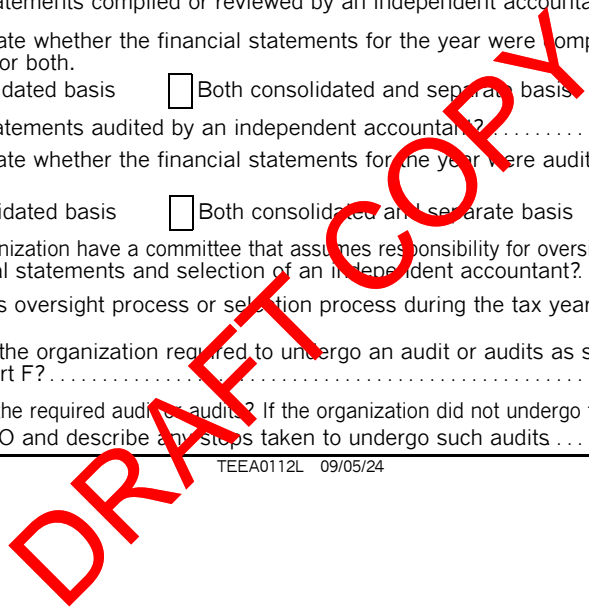 atements compiled or reviewed by an independent accounta
ate whether the financial statements for the year were comp
or both.
dated basis Both consolidated and separate basis
atements audited by an independent accountant? . . . . . . . . .
ate whether the financial statements for the year were audit
idated basis Both consolidated and separate basis
nization have a committee that assumes responsibility for oversi
al statements and selection of an independent accountant?.
s oversight process or selection process during the tax year
the organization required to undergo an audit or audits as s
rt F? . . . . . . . . . . . . . . . . . . . . . . . . . . . . . . . . . . . . . . . . . . . . . . . . . . . . .
the required audit or audits? If the organization did not undergo
O and describe any steps taken to undergo such audits . . .
TEEA0112L 09/05/24
DRAFT COPY